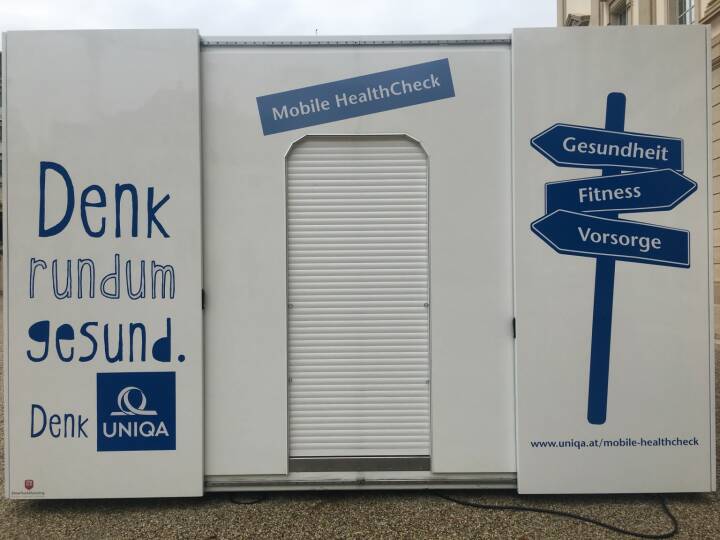 Denk
rundum
gesund.
Denk UNIQA
Mobile HealthCheck
Gesundheit
Fitness
Vorsorge
www.uniqa.at/mobile-healthcheck